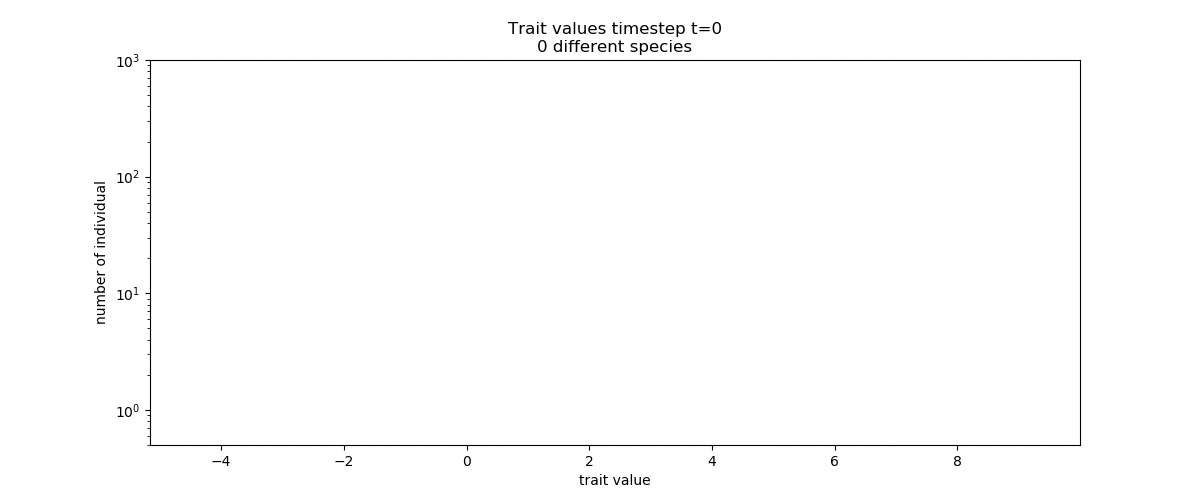 Trait values timestep t=0
0 different species
10³
10²
10¹
10⁰
number of individual
−4
−2
0
2
4
6
8
trait value